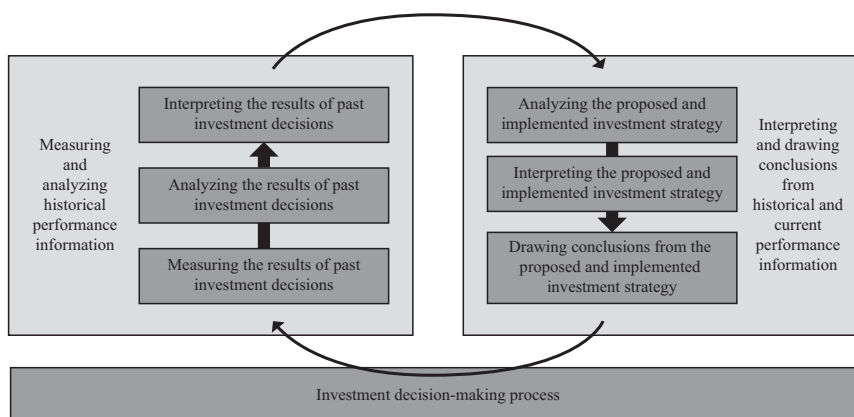 Measuring
and
analyzing
historical
performance
information
Interpreting the results of past
investment decisions
Analyzing the results of past
investment decisions
Measuring the results of past
investment decisions
Analyzing the proposed and
implemented investment strategy
Interpreting the proposed and
implemented investment strategy
Drawing conclusions from the
proposed and implemented
investment strategy
Interpreting
and drawing
conclusions
from
historical and
current
performance
information
Investment decision-making process